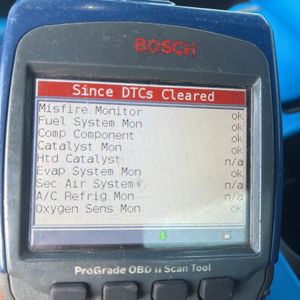 BOSCH
Since DTCs Cleared
Misfire Monitor ok
Fuel System Mon ok
Comp Component ok
Catalyst Mon ok
Htd Catalyst n/a
Evap System Mon ok
Sec Air System n/a
A/C Refrig Mon n/a
Oxygen Sens Mon ok
ProGrade OBD II Scan Tool